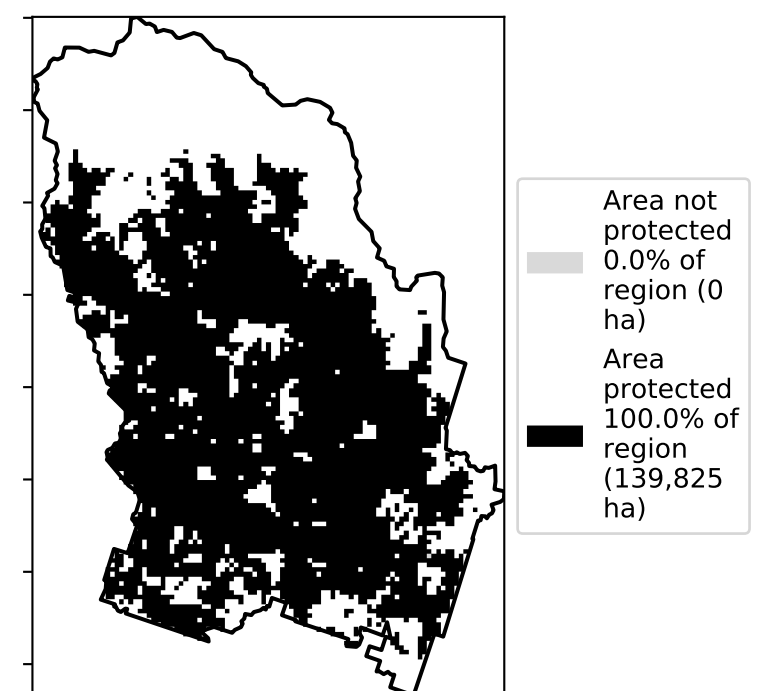 Area not
protected
0.0% of
region (0
ha)
Area
protected
100.0% of
region
(139,825
ha)